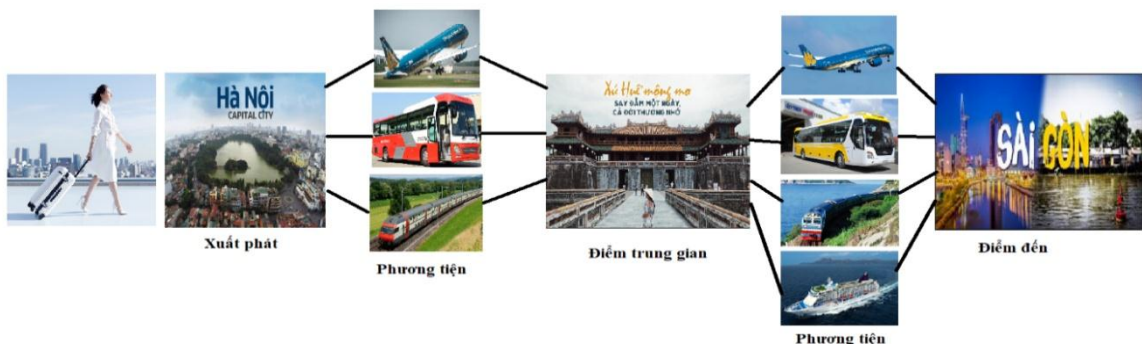 Hà Nội
CAPITAL CITY
Xuất phát
Phương tiện
Xứ Huế mộng mơ
SAY ĐẮM MỘT NGÀY,
CẢ ĐỜI THƯƠNG NHỚ
Điểm trung gian
Phương tiện
SÀI GÒN
Điểm đến